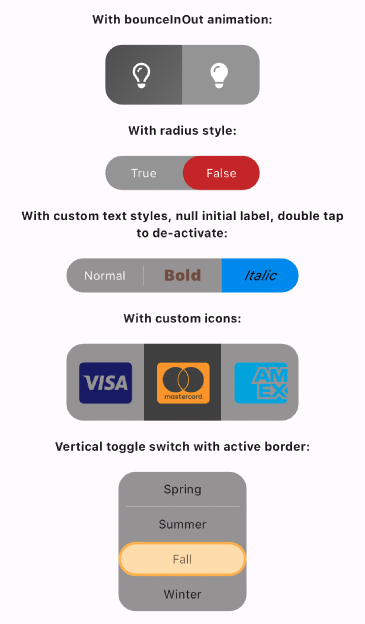 With bounceInOut animation:
With radius style:
True False
With custom text styles, null initial label, double tap
to de-activate:
Normal Bold Italic
With custom icons:
VISA mastercard AM
EX
Vertical toggle switch with active border:
Spring
Summer
Fall
Winter